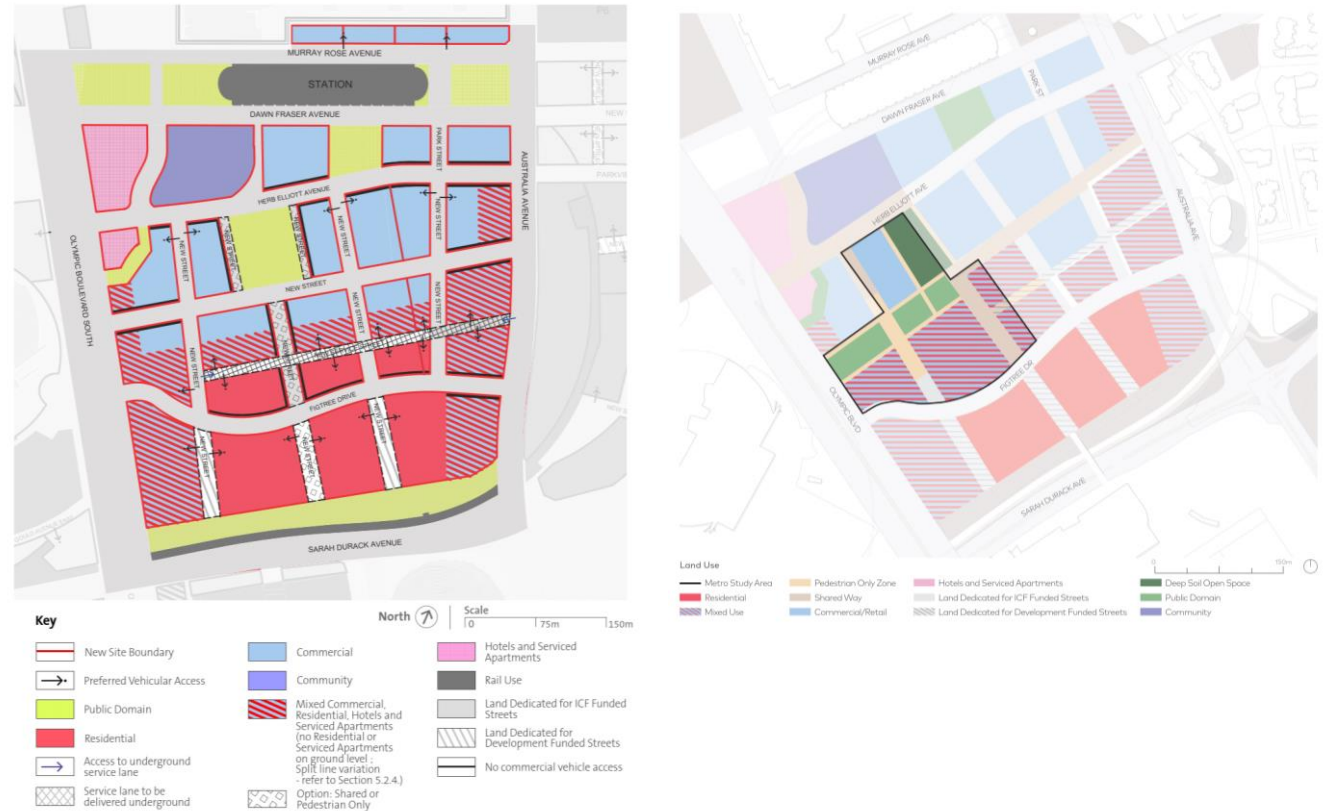 P6
MURRAY ROSE AVENUE
STATION
DAWN FRASER AVENUE
NEW
PARK STREET
AUSTRALIA AVENUE
PARKVI
HERB ELLIOTT AVENUE
NEW STREET
NEW STREET
NEW STREET
NEW STREET
NEW STREET
OLYMPIC BOULEVARD SOUTH
NEW STREET
NEW STREET
NEW STREET
NEW STREET
NEW STREET
FIGTREE DRIVE
NEW STREET
NEW STREET
NEW STREET
SARAH DURACK AVENUE
Key
North
Scale
0
75m
150m
New Site Boundary
Preferred Vehicular Access
Public Domain
Residential
Access to underground
service lane
Service lane to be
delivered underground
Commercial
Community
Mixed Commercial,
Residential, Hotels and
Serviced Apartments
(no Residential or
Serviced Apartments
on ground level ;
Split line variation
- refer to Section 5.2.4.)
Option: Shared or
Pedestrian Only
Hotels and Serviced
Apartments
Rail Use
Land Dedicated for ICF Funded
Streets
Land Dedicated for
Development Funded Streets
No commercial vehicle access
MURRAY ROSE AVE
DAWN FRASER AVE
PARK ST
HERB ELLIOTT AVE
AUSTRALIA AVE
OLYMPIC BLVD
FIGTREE DR
SARAH DURACK AVE
Land Use
0
150m
Metro Study Area
Residential
Mixed Use
Pedestrian Only Zone
Shared Way
Commercial/Retail
Hotels and Serviced Apartments
Land Dedicated for ICF Funded Streets
Land Dedicated for Development Funded Streets
Deep Soil Open Space
Public Domain
Community